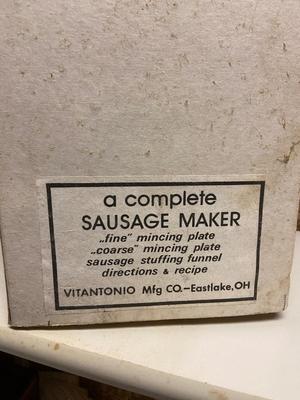 a complete
SAUSAGE MAKER
„fine" mincing plate
„coarse" mincing plate
sausage stuffing funnel
directions & recipe
VITANTONIO Mfg CO.—Eastlake,OH